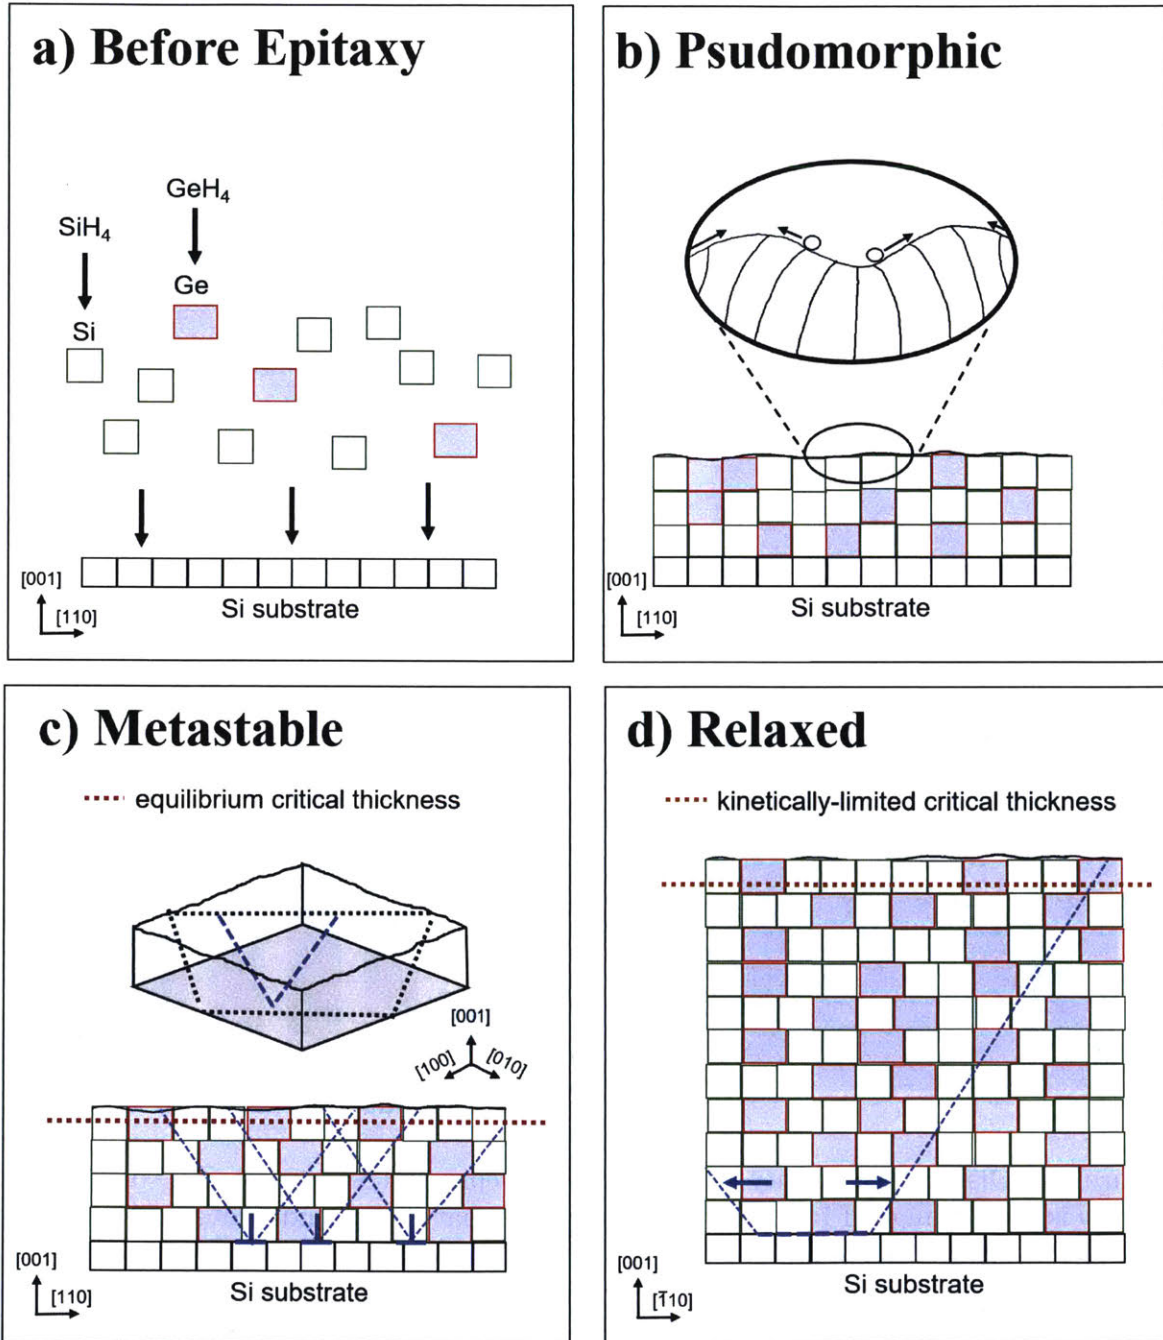 a) Before Epitaxy
GeH₄
SiH₄
Ge
Si
[001]
[110]
Si substrate
b) Psudomorphic
[001]
[110]
Si substrate
c) Metastable
equilibrium critical thickness
[001]
[100]
[010]
[001]
[110]
Si substrate
d) Relaxed
kinetically-limited critical thickness
Si substrate
[001]
[1̄10]